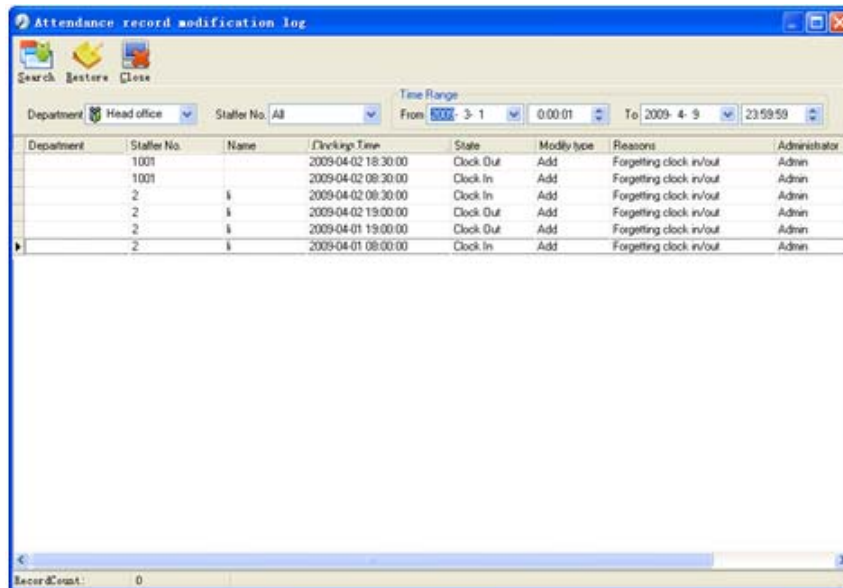 Attendance record modification log
Search Restore Close
Time Range
Department Head office Staffer No. All From 2009- 3- 1 0:00:01 To 2009- 4- 9 23:59:59
Department Staffer No. Name Clocking Time State Modify type Reasons Administrator
1001 2009-04-02 18:30:00 Clock Out Add Forgetting clock in/out Admin
1001 2009-04-02 08:30:00 Clock In Add Forgetting clock in/out Admin
2 2009-04-02 08:30:00 Clock In Add Forgetting clock in/out Admin
2 2009-04-02 19:00:00 Clock Out Add Forgetting clock in/out Admin
2 2009-04-01 19:00:00 Clock Out Add Forgetting clock in/out Admin
2 2009-04-01 08:00:00 Clock In Add Forgetting clock in/out Admin
RecordCount: 0